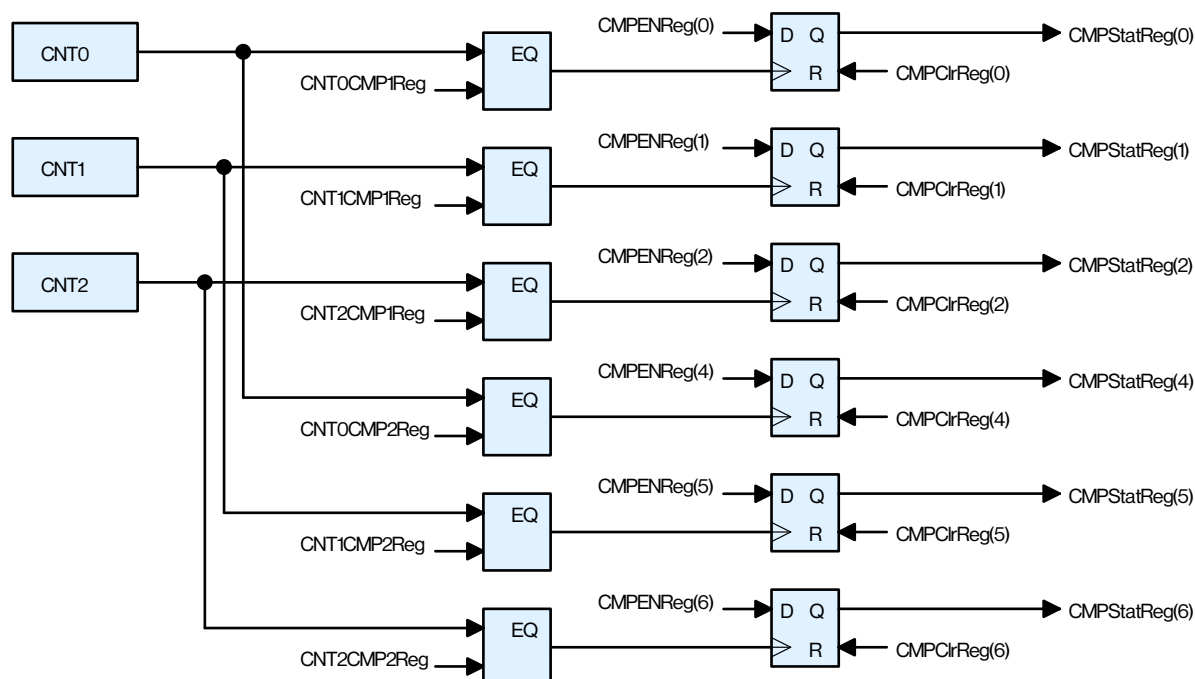 CNT0
EQ
CNT0CMP1Reg
CMPENReg(0)
D Q
R
CMPStatReg(0)
CMPClrReg(0)
CNT1
EQ
CNT1CMP1Reg
CMPENReg(1)
D Q
R
CMPStatReg(1)
CMPClrReg(1)
CNT2
EQ
CNT2CMP1Reg
CMPENReg(2)
D Q
R
CMPStatReg(2)
CMPClrReg(2)
EQ
CNT0CMP2Reg
CMPENReg(4)
D Q
R
CMPStatReg(4)
CMPClrReg(4)
EQ
CNT1CMP2Reg
CMPENReg(5)
D Q
R
CMPStatReg(5)
CMPClrReg(5)
EQ
CNT2CMP2Reg
CMPENReg(6)
D Q
R
CMPStatReg(6)
CMPClrReg(6)